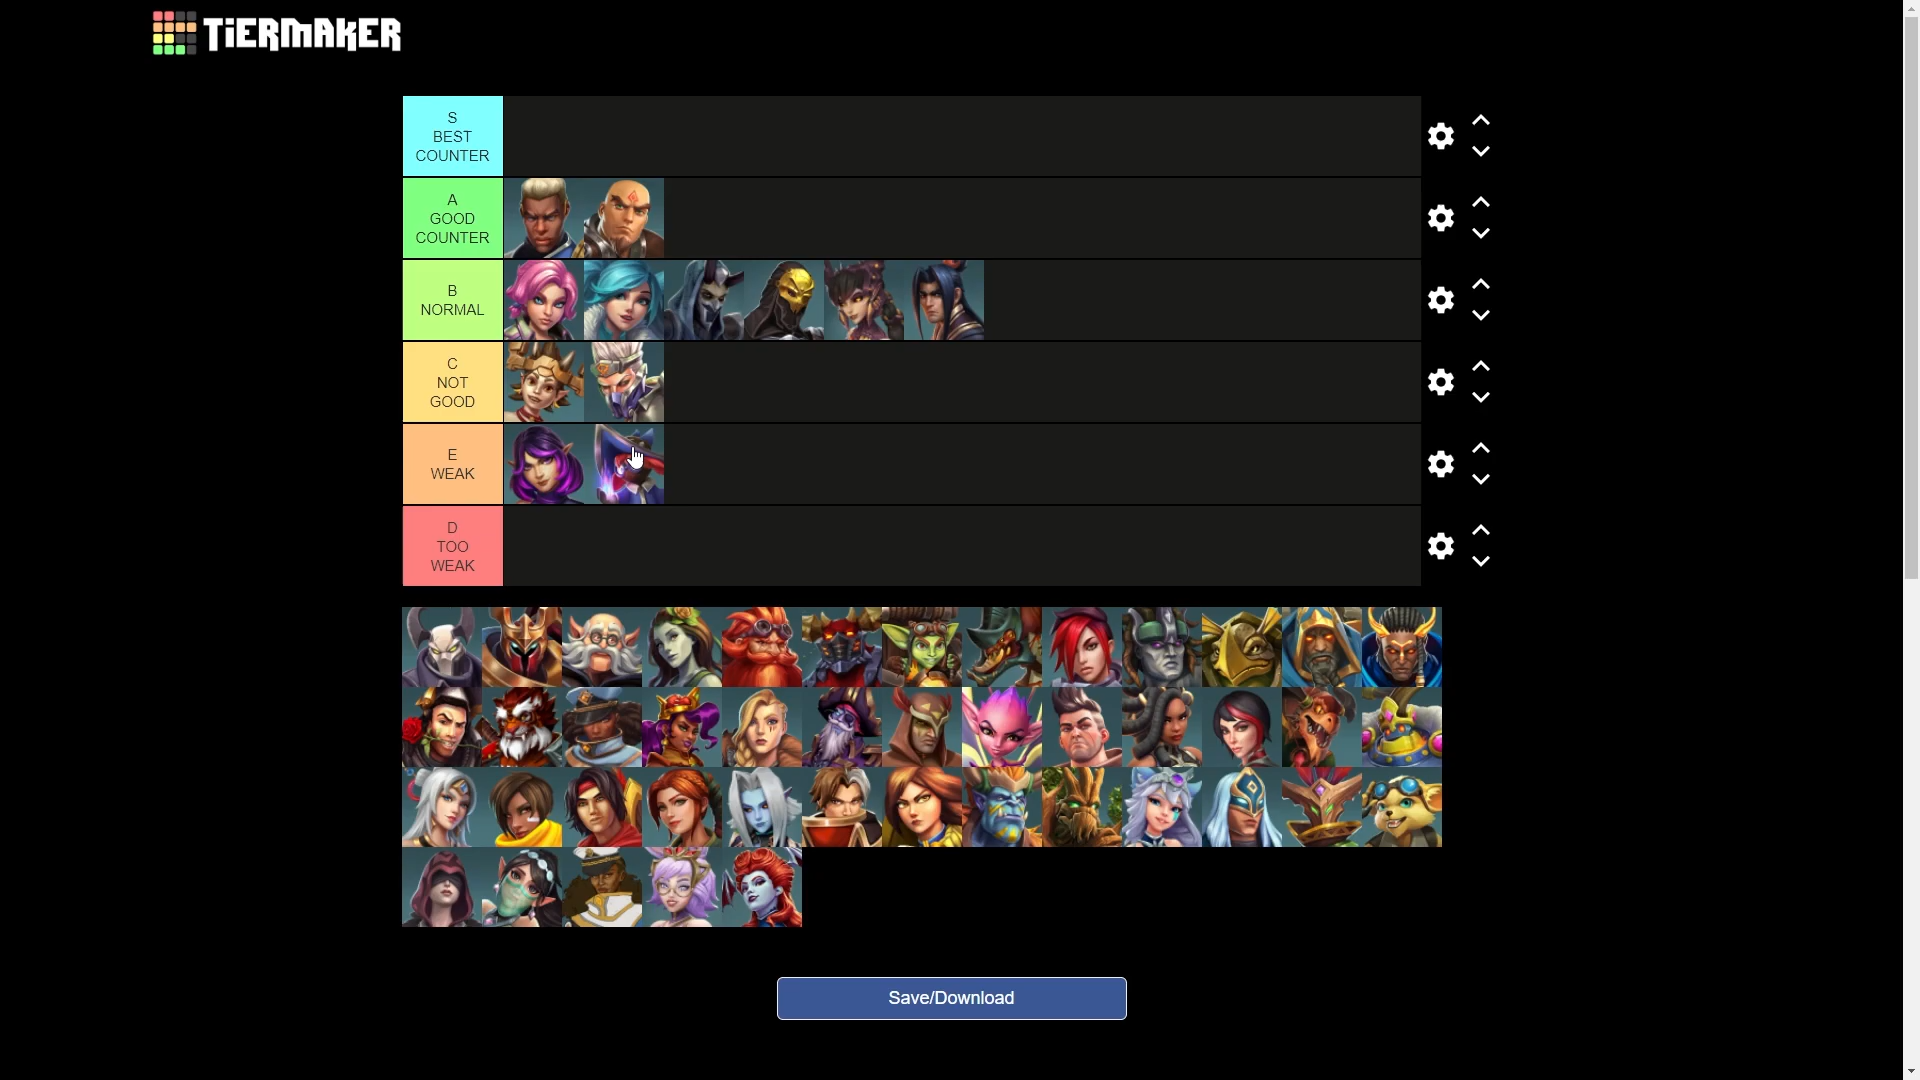 TiERMAKER
S
BEST
COUNTER
A
GOOD
COUNTER
B
NORMAL
C
NOT
GOOD
E
WEAK
D
TOO
WEAK
Save/Download